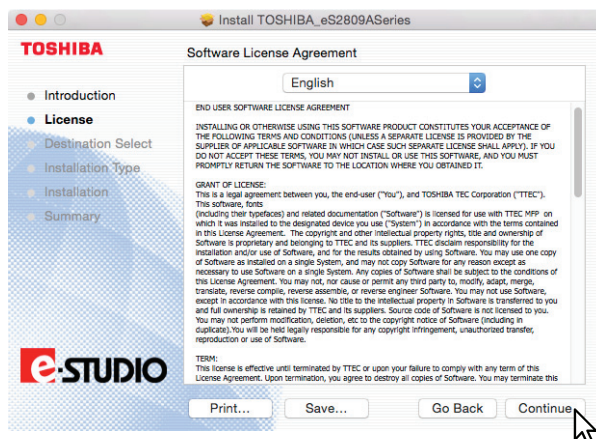 Install TOSHIBA_eS2809ASeries
TOSHIBA
Software License Agreement
English
Introduction
License
Destination Select
Installation Type
Installation
Summary
END USER SOFTWARE LICENSE AGREEMENT
INSTALLING OR OTHERWISE USING THIS SOFTWARE PRODUCT CONSTITUTES YOUR ACCEPTANCE OF
THE FOLLOWING TERMS AND CONDITIONS (UNLESS A SEPARATE LICENSE IS PROVIDED BY THE
SUPPLIER OF APPLICABLE SOFTWARE IN WHICH CASE SUCH SEPARATE LICENSE SHALL APPLY). IF YOU
DO NOT ACCEPT THESE TERMS, YOU MAY NOT INSTALL OR USE THIS SOFTWARE, AND YOU MUST
PROMPTLY RETURN THE SOFTWARE TO THE LOCATION WHERE YOU OBTAINED IT.
GRANT OF LICENSE:
This is a legal agreement between you, the end-user ("You"), and TOSHIBA TEC Corporation ("TTEC").
This software, fonts
(including their typefaces) and related documentation ("Software") is licensed for use with TTEC MFP on
which it was installed to the designated device you use ("System") in accordance with the terms contained
in this License Agreement. The copyright and other intellectual property rights, title and ownership of
Software is proprietary and belonging to TTEC and its suppliers. TTEC disclaim responsibility for the
installation and/or use of Software, and for the results obtained by using Software. You may use one copy
of Software as installed on a single System, and may not copy Software for any reason except as
necessary to use Software on a single System. Any copies of Software shall be subject to the conditions of
this License Agreement. You may not, nor cause or permit any third party to, modify, adapt, merge,
translate, reverse compile, reverse assemble, or reverse engineer Software. You may not use Software,
except in accordance with this license. No title to the intellectual property in Software is transferred to you
and full ownership is retained by TTEC and its suppliers. Source code of Software is not licensed to you.
You may not perform modification, deletion, etc to the copyright notice of Software (including in
duplicate).You will be held legally responsible for any copyright infringement, unauthorized transfer,
reproduction or use of Software.
TERM:
This license is effective until terminated by TTEC or upon your failure to comply with any term of this
License Agreement. Upon termination, you agree to destroy all copies of Software. You may terminate this
e-STUDIO
Print...
Save...
Go Back
Continue